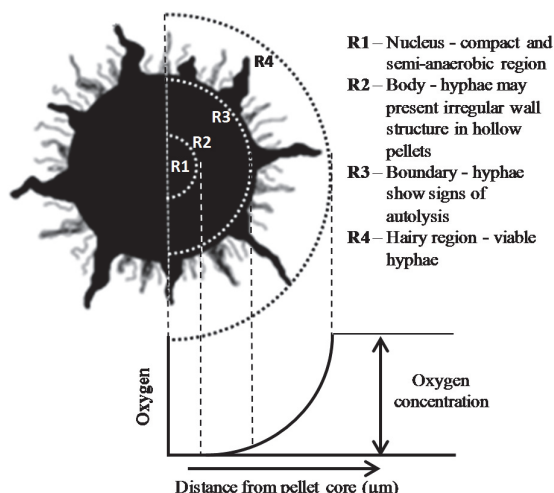 R4
R3
R2
R1
R1 – Nucleus - compact and
semi-anaerobic region
R2 – Body - hyphae may
present irregular wall
structure in hollow
pellets
R3 – Boundary - hyphae
show signs of
autolysis
R4 – Hairy region - viable
hyphae
Oxygen
Oxygen
concentration
Distance from pellet core (μm)